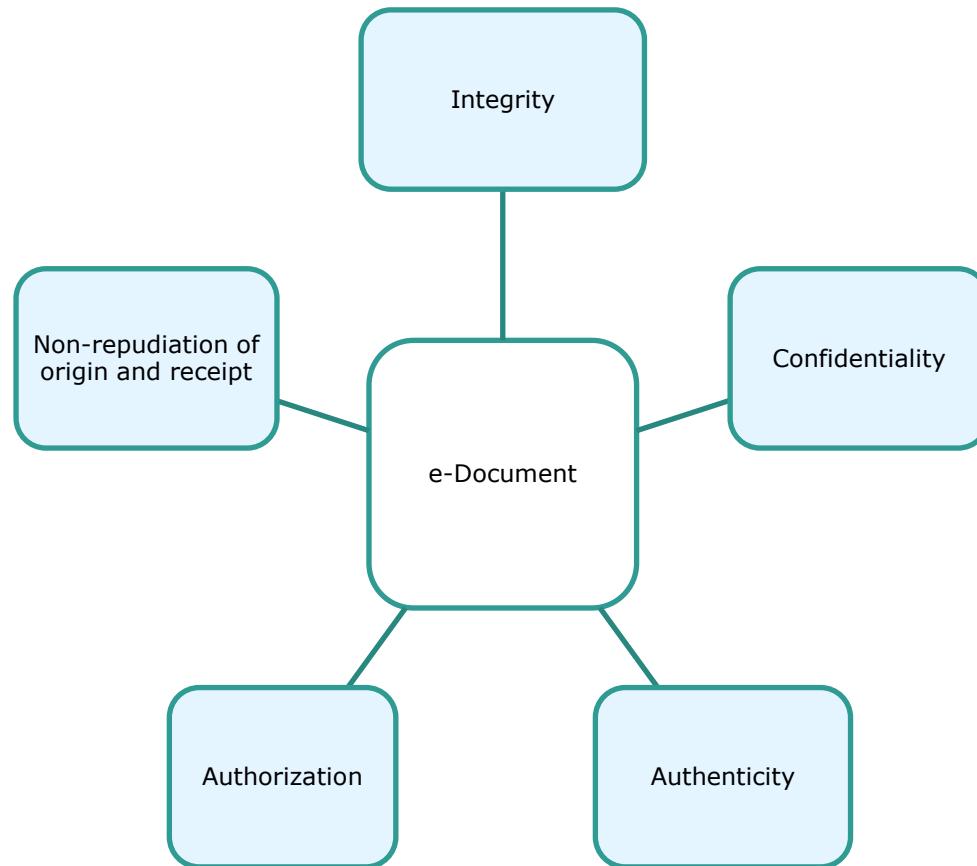 Integrity
Non-repudiation of
origin and receipt
Confidentiality
e-Document
Authorization
Authenticity